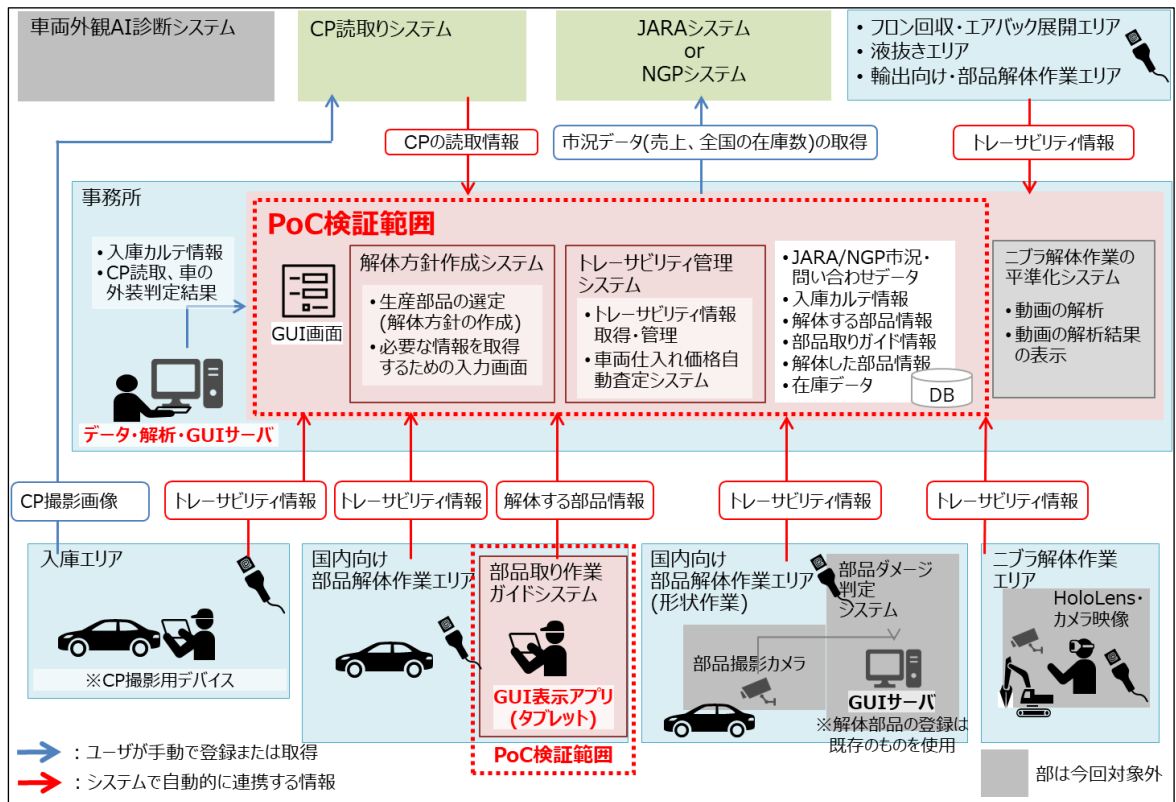 車両外観AI診断システム
CP読取りシステム
JARAシステム
or
NGPシステム
• フロン回収・エアバック展開エリア
• 液抜きエリア
• 輸出向け・部品解体作業エリア
CPの読取情報
市況データ(売上、全国の在庫数)の取得
トレーサビリティ情報
事務所
PoC検証範囲
• 入庫カルテ情報
• CP読取、車の
外装判定結果
GUI画面
解体方針作成システム
• 生産部品の選定
(解体方針の作成)
• 必要な情報を取得
するための入力画面
トレーサビリティ管理
システム
• トレーサビリティ情報
取得・管理
• 車両仕入れ価格自
動査定システム
• JARA/NGP市況・
問い合わせデータ
• 入庫カルテ情報
• 解体する部品情報
• 部品取りガイド情報
• 解体した部品情報
• 在庫データ
DB
ニブラ解体作業の
平準化システム
• 動画の解析
• 動画の解析結果
の表示
データ・解析・GUIサーバ
CP撮影画像
トレーサビリティ情報
トレーサビリティ情報
解体する部品情報
トレーサビリティ情報
トレーサビリティ情報
入庫エリア
※CP撮影用デバイス
国内向け
部品解体作業エリア
部品取り作業
ガイドシステム
GUI表示アプリ
(タブレット)
PoC検証範囲
国内向け
部品解体作業エリア
(形状作業)
部品ダメージ
判定
システム
部品撮影カメラ
GUIサーバ
※解体部品の登録は
既存のものを使用
ニブラ解体作業
エリア
HoloLens・
カメラ映像
：ユーザが手動で登録または取得
：システムで自動的に連携する情報
部は今回対象外